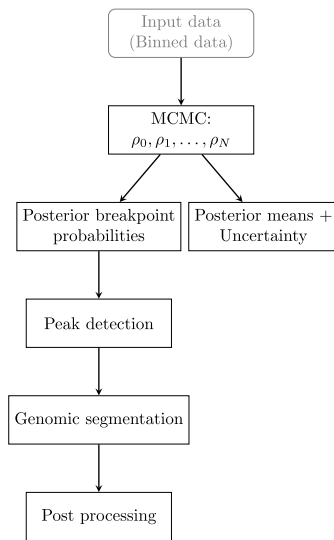 Input data
(Binned data)
MCMC:
ρ₀, ρ₁, . . . , ρ_N
Posterior breakpoint
probabilities
Posterior means +
Uncertainty
Peak detection
Genomic segmentation
Post processing